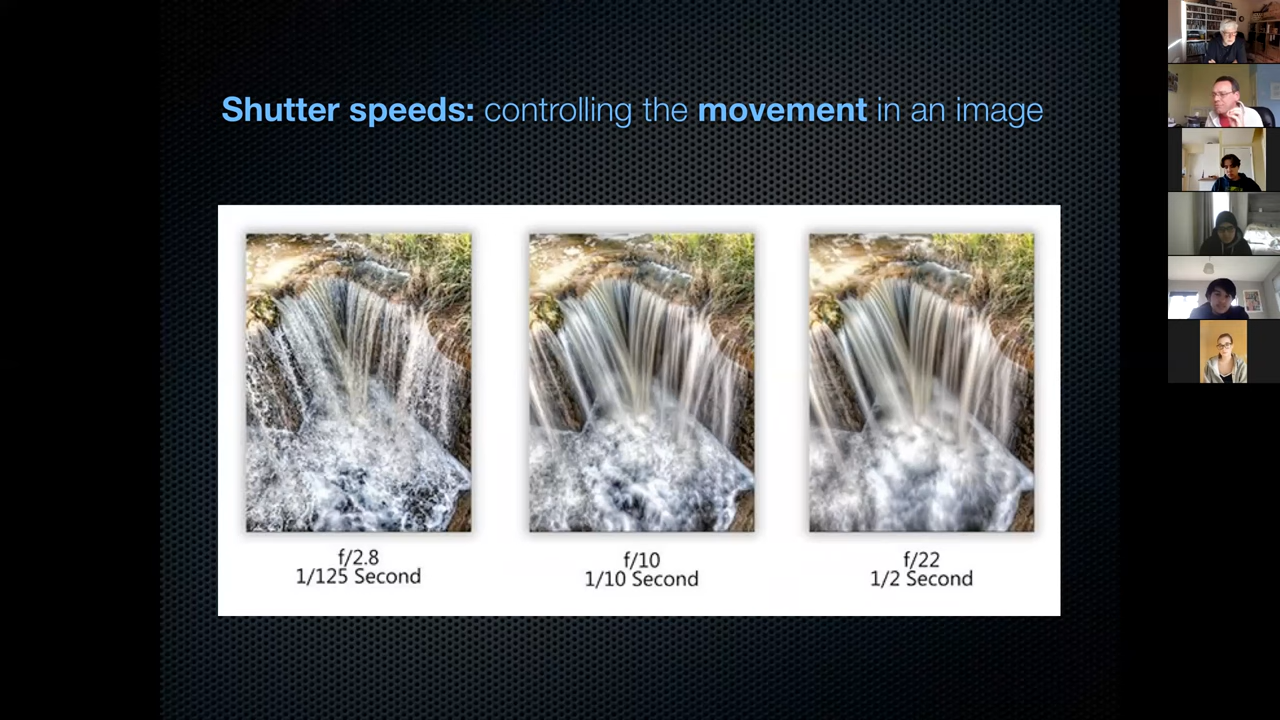 Shutter speeds: controlling the movement in an image
f/2.8
1/125 Second
f/10
1/10 Second
f/22
1/2 Second